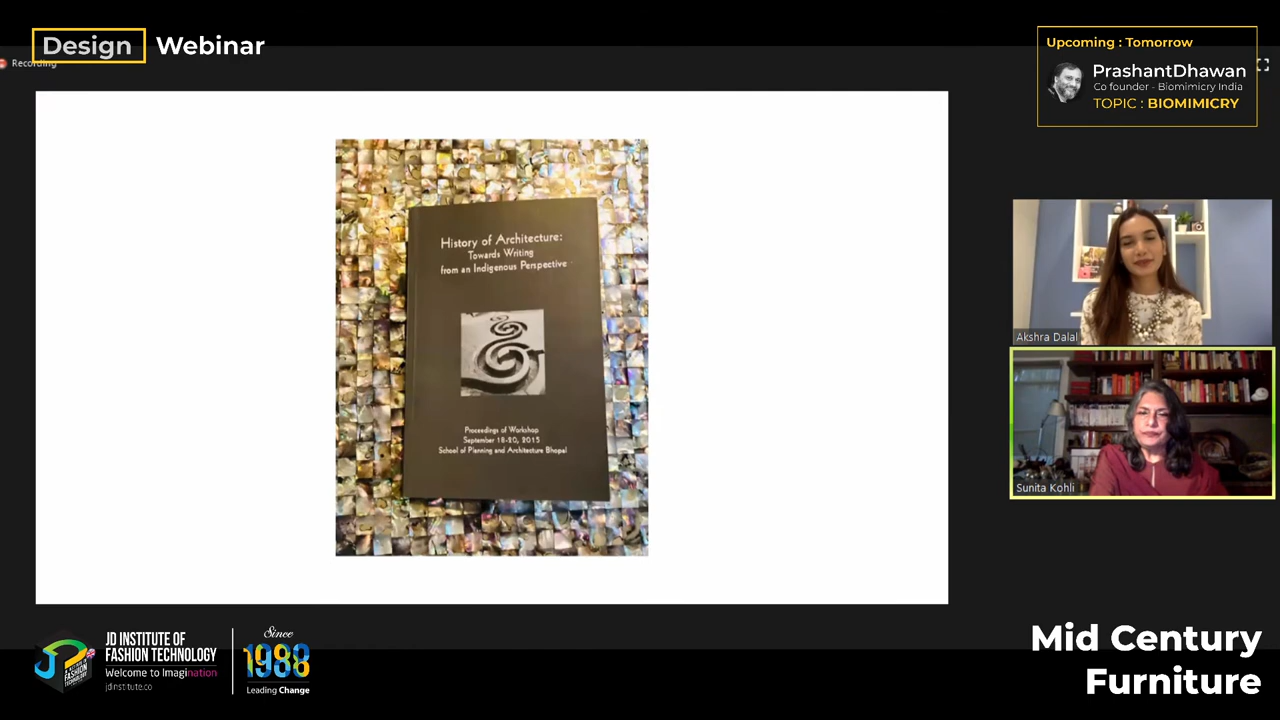 Design Webinar
Recording
Upcoming : Tomorrow
PrashantDhawan
Co founder - Biomimicry India
TOPIC : BIOMIMICRY
History of Architecture:
Towards Writing
from an Indigenous Perspective
Proceedings of Workshop
September 18-20, 2015
School of Planning and Architecture Bhopal
Akshra Dalal
Sunita Kohli
JD INSTITUTE OF
FASHION TECHNOLOGY
Welcome to Imagination
jdinstitute.co
Since
1988
Leading Change
Mid Century
Furniture